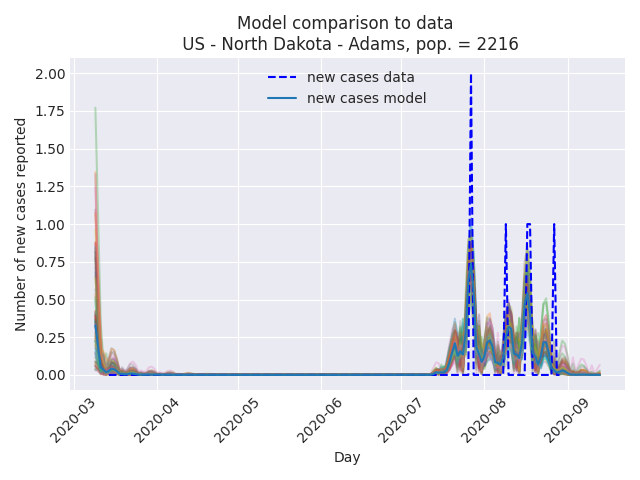 Model comparison to data
US - North Dakota - Adams, pop. = 2216
new cases data
new cases model
Number of new cases reported
2.00
1.75
1.50
1.25
1.00
0.75
0.50
0.25
0.00
2020-03
2020-04
2020-05
2020-06
2020-07
2020-08
2020-09
Day